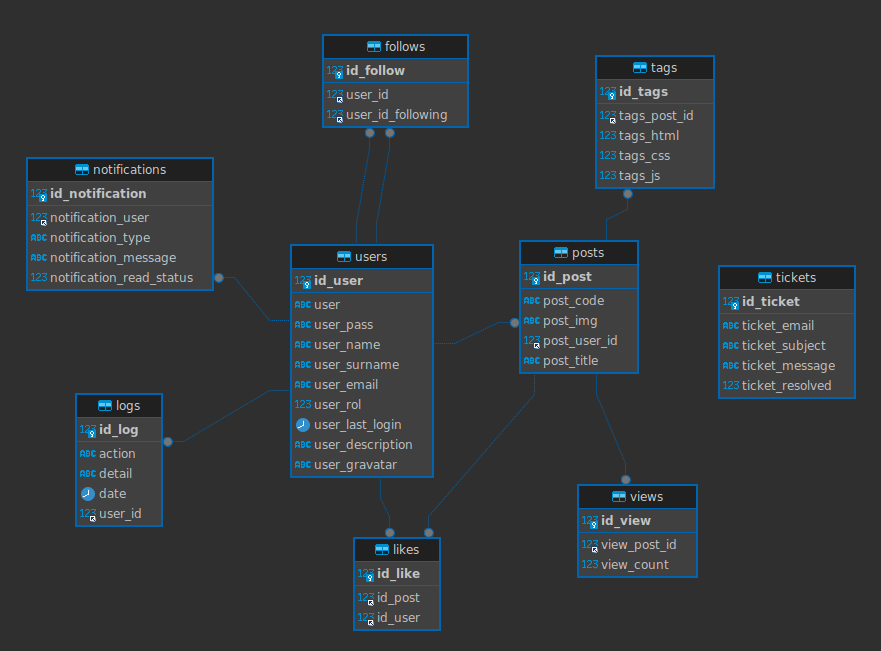 follows
123 id_follow
123 user_id
123 user_id_following
tags
123 id_tags
123 tags_post_id
123 tags_html
123 tags_css
123 tags_js
notifications
123 id_notification
123 notification_user
ABC notification_type
ABC notification_message
123 notification_read_status
users
123 id_user
ABC user
ABC user_pass
ABC user_name
ABC user_surname
ABC user_email
123 user_rol
user_last_login
ABC user_description
ABC user_gravatar
posts
123 id_post
ABC post_code
ABC post_img
123 post_user_id
ABC post_title
tickets
123 id_ticket
ABC ticket_email
ABC ticket_subject
ABC ticket_message
123 ticket_resolved
logs
123 id_log
ABC action
ABC detail
date
123 user_id
likes
123 id_like
123 id_post
123 id_user
views
123 id_view
123 view_post_id
123 view_count